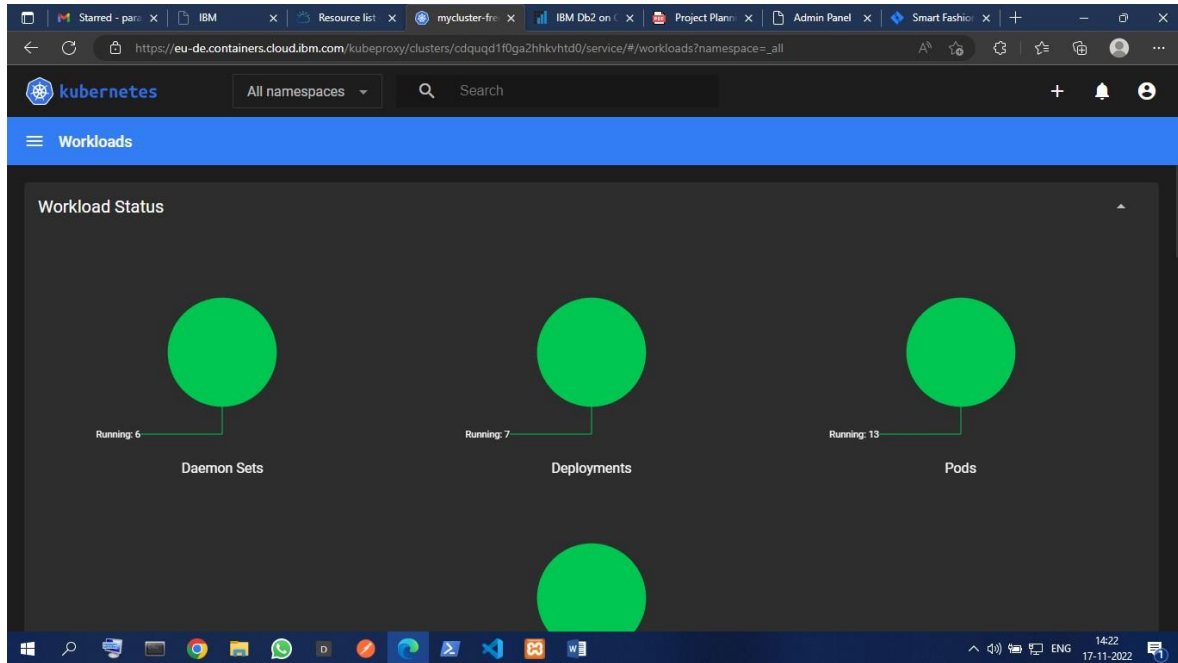 Starred - para
IBM
Resource list
mycluster-fre
IBM Db2 on C
Project Plann
Admin Panel
Smart Fashion
https://eu-de.containers.cloud.ibm.com/kubeproxy/clusters/cdquqd1f0ga2hhkvhtd0/service/#/workloads?namespace=_all
kubernetes
All namespaces
Search
Workloads
Workload Status
Running: 6
Running: 7
Running: 13
Daemon Sets
Deployments
Pods
ENG
14:22
17-11-2022